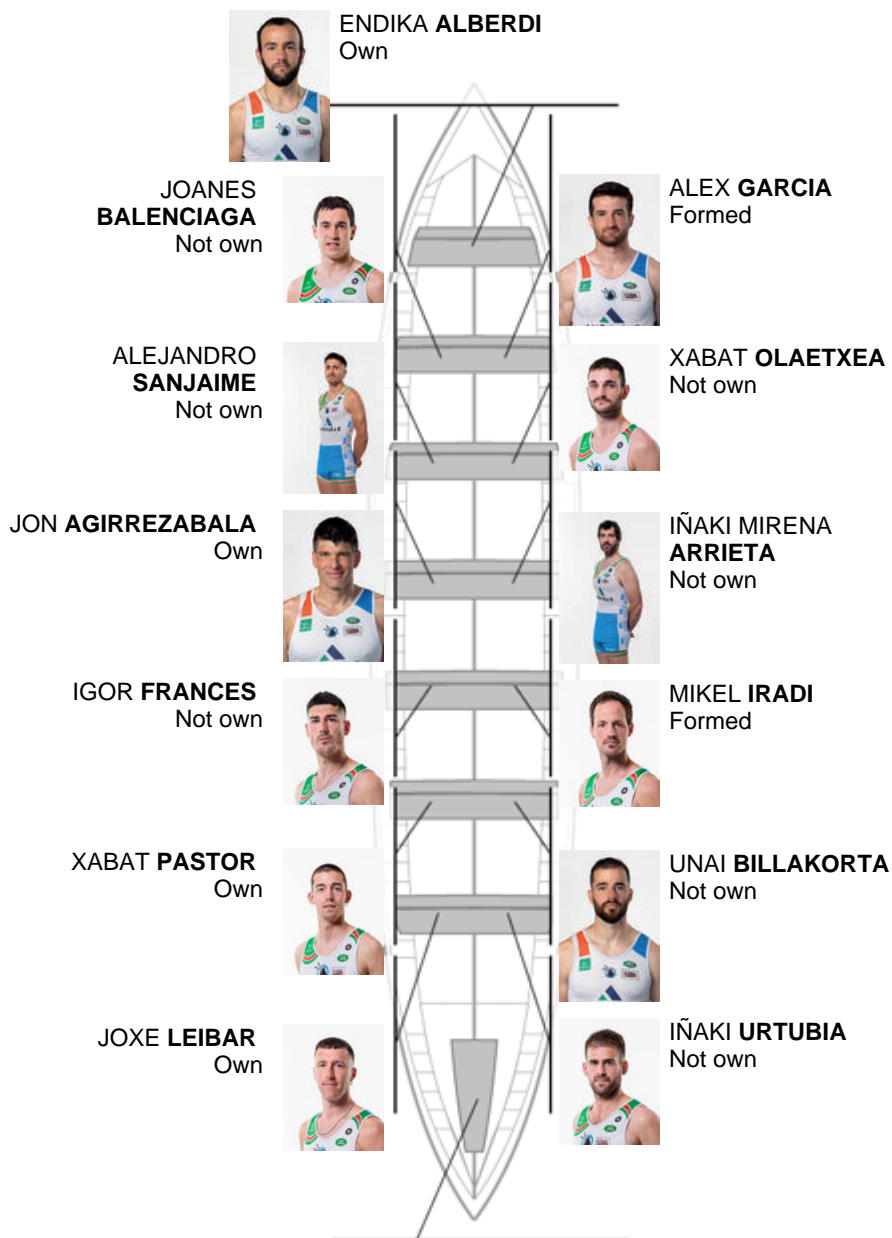 ENDIKA ALBERDI
Own
JOANES
BALENCIAGA
Not own
ALEX GARCIA
Formed
ALEJANDRO
SANJAIME
Not own
XABAT OLAETXEA
Not own
JON AGIRREZABALA
Own
IÑAKI MIRENA
ARRIETA
Not own
IGOR FRANCES
Not own
MIKEL IRADI
Formed
XABAT PASTOR
Own
UNAI BILLAKORTA
Not own
JOXE LEIBAR
Own
IÑAKI URTUBIA
Not own